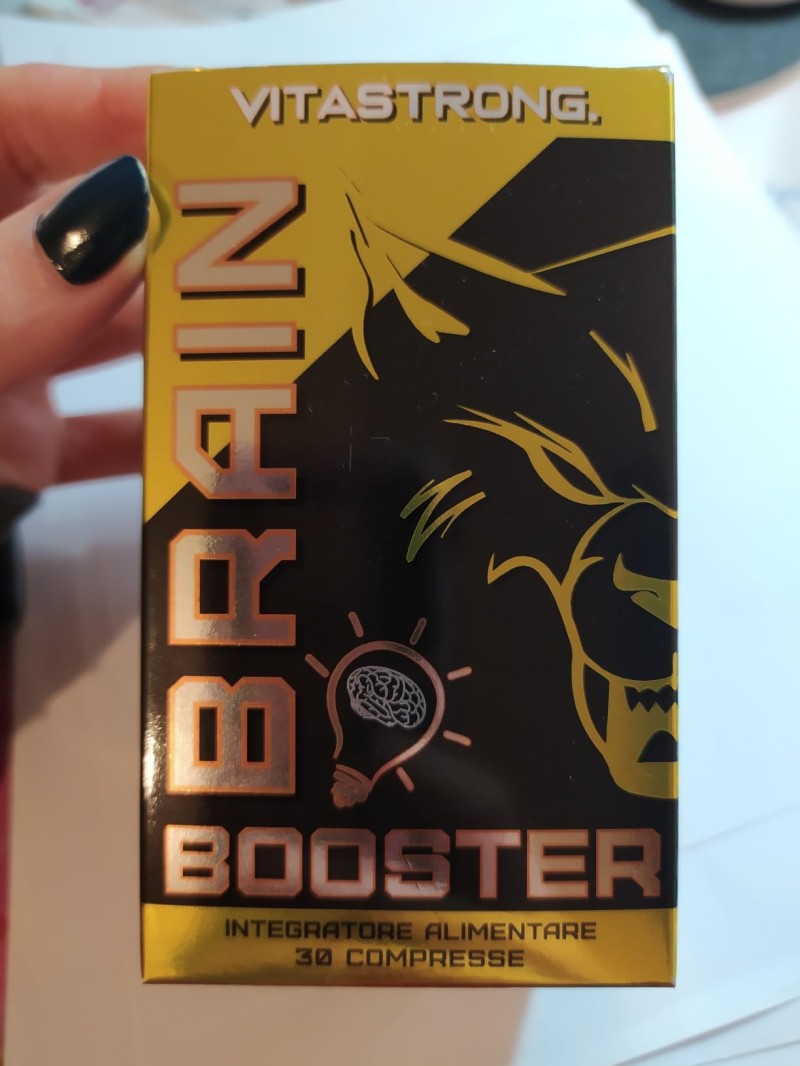 VITASTRONG.
BRAIN
BOOSTER
INTEGRATORE ALIMENTARE
30 COMPRESSE